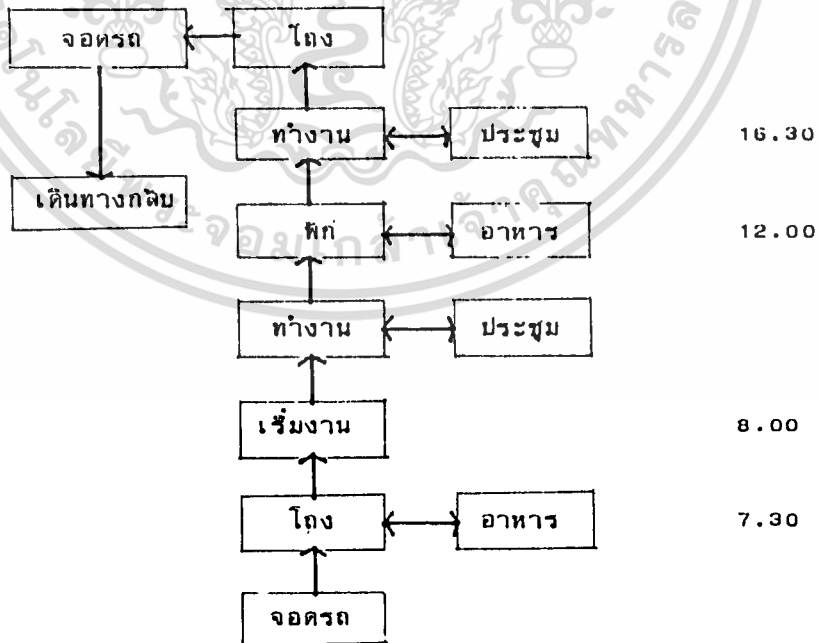 จอดรถ โถง
ทำงาน ประชุม 16.30
เดินทางกลับ
พัก อาหาร 12.00
ทำงาน ประชุม
เริ่มงาน 8.00
โถง อาหาร 7.30
จอดรถ